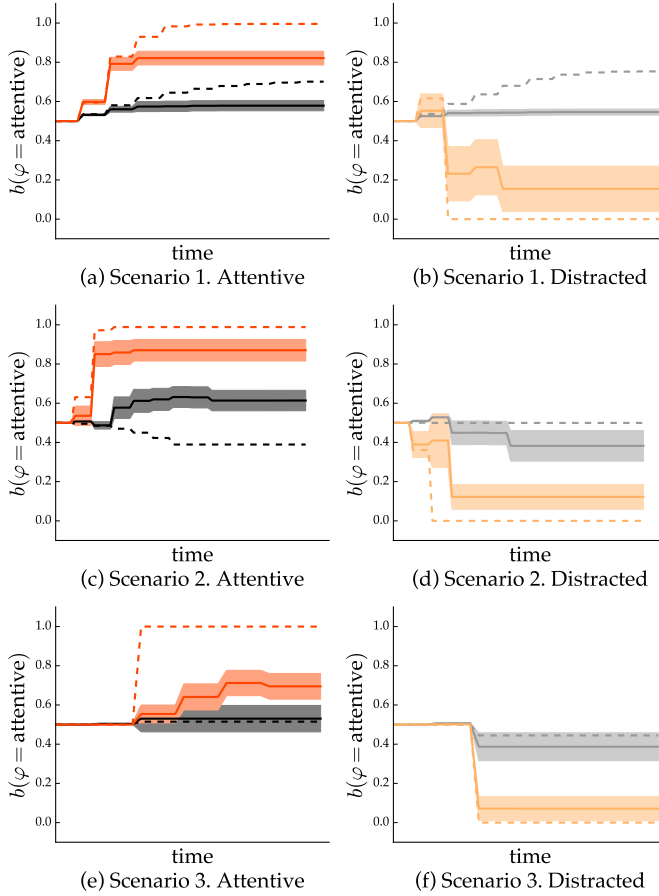 1.0
0.8
0.6
0.4
0.2
0.0
b(φ = attentive)
time
(a) Scenario 1. Attentive
1.0
0.8
0.6
0.4
0.2
0.0
b(φ = attentive)
time
(b) Scenario 1. Distracted
1.0
0.8
0.6
0.4
0.2
0.0
b(φ = attentive)
time
(c) Scenario 2. Attentive
1.0
0.8
0.6
0.4
0.2
0.0
b(φ = attentive)
time
(d) Scenario 2. Distracted
1.0
0.8
0.6
0.4
0.2
0.0
b(φ = attentive)
time
(e) Scenario 3. Attentive
1.0
0.8
0.6
0.4
0.2
0.0
b(φ = attentive)
time
(f) Scenario 3. Distracted